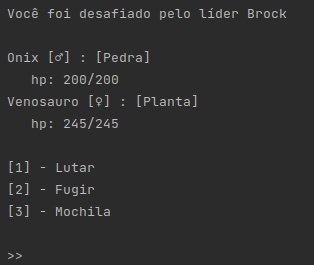 Você foi desafiado pelo líder Brock
Onix [♂] : [Pedra]
hp: 200/200
Venosauro [♀] : [Planta]
hp: 245/245
[1] - Lutar
[2] - Fugir
[3] - Mochila
>>